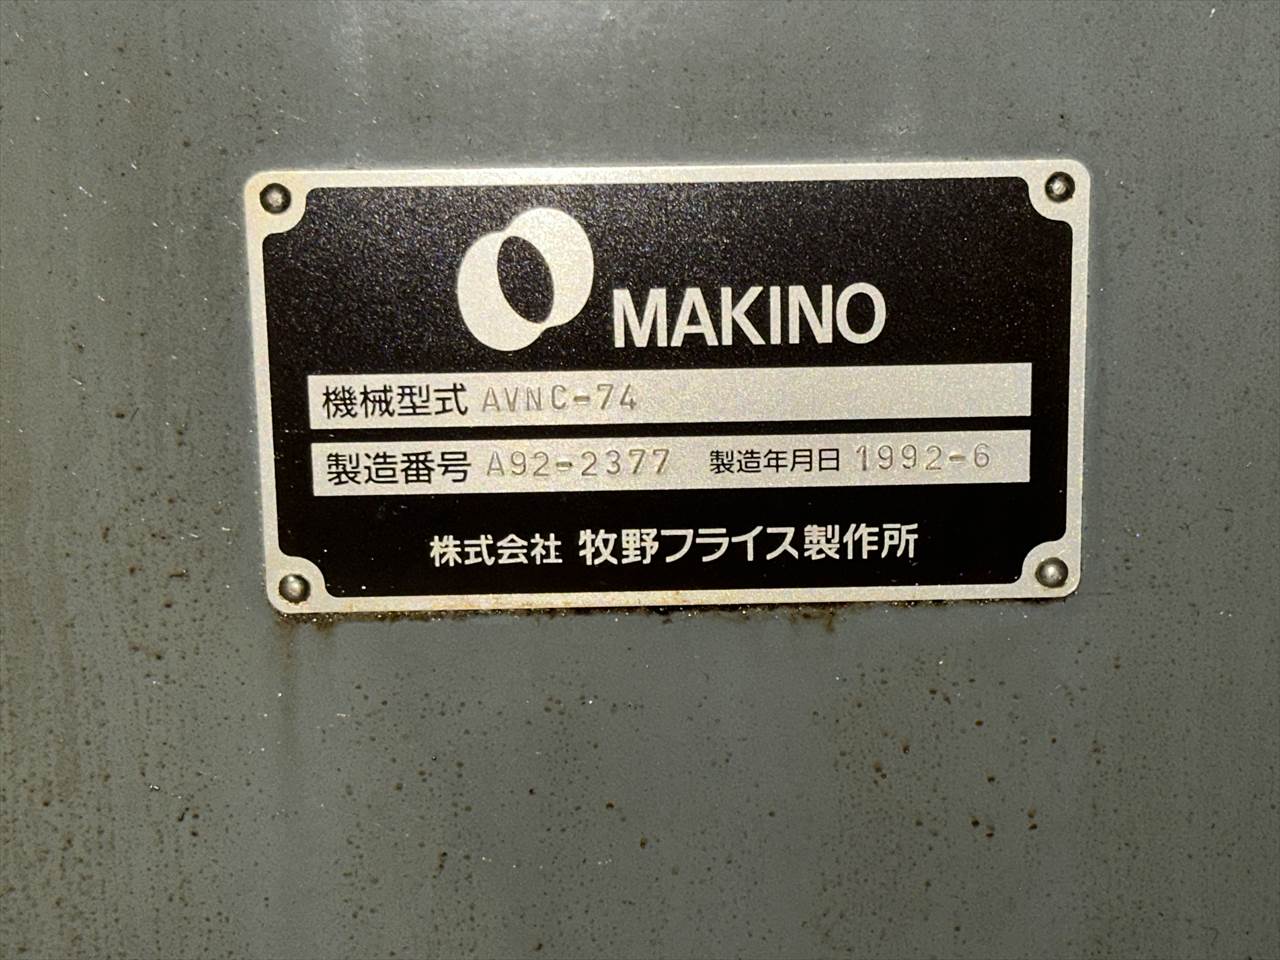 MAKINO
機械型式 AVNC-74
製造番号 A92-2377 製造年月日 1992-6
株式会社 牧野フライス製作所